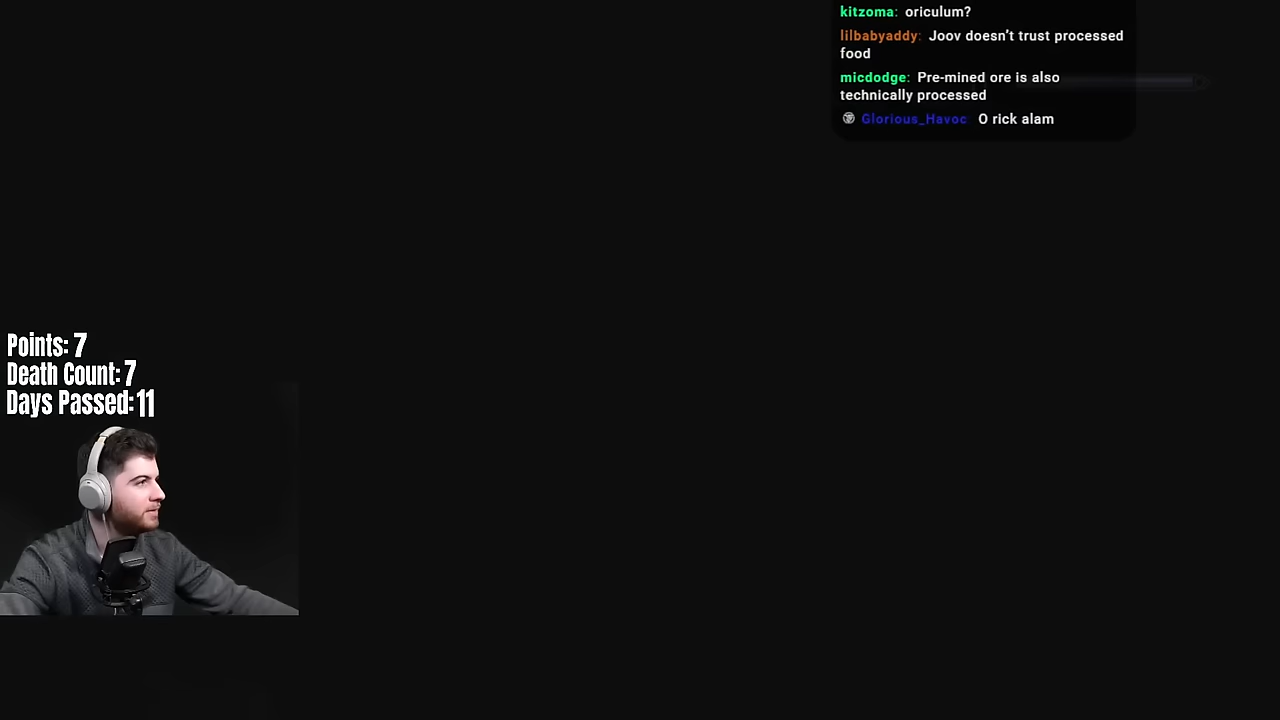 kitzoma: oriculum?
lilbabyaddy: Joov doesn’t trust processed
food
micdodge: Pre-mined ore is also
technically processed
Glorious_Havoc: O rick alam
Points: 7
Death Count: 7
Days Passed: 11